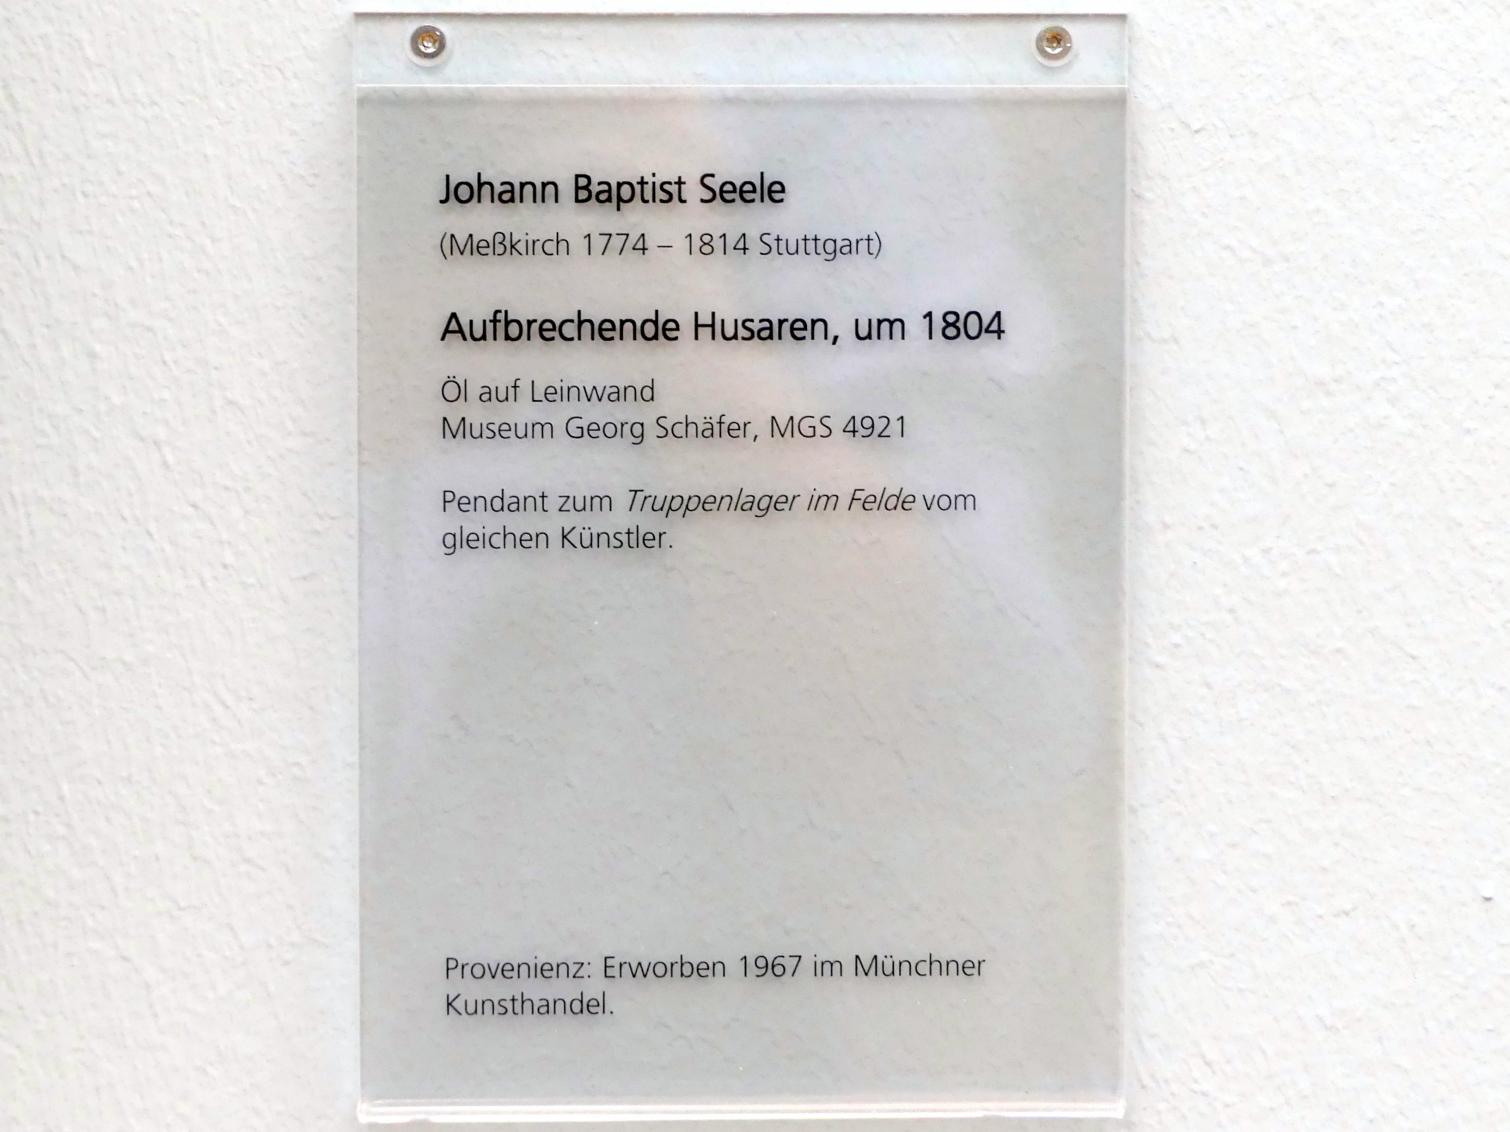 Johann Baptist Seele
(Meßkirch 1774 – 1814 Stuttgart)
Aufbrechende Husaren, um 1804
Öl auf Leinwand
Museum Georg Schäfer, MGS 4921
Pendant zum Truppenlager im Felde vom
gleichen Künstler.
Provenienz: Erworben 1967 im Münchner
Kunsthandel.